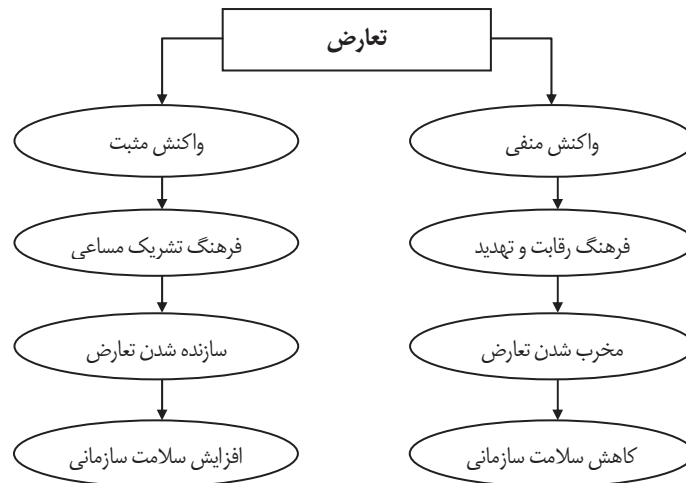 تعارض
واکنش منفی
واکنش مثبت
فرهنگ رقابت و تهدید
فرهنگ تشریک مساعی
مخرب شدن تعارض
سازنده شدن تعارض
کاهش سلامت سازمانی
افزایش سلامت سازمانی